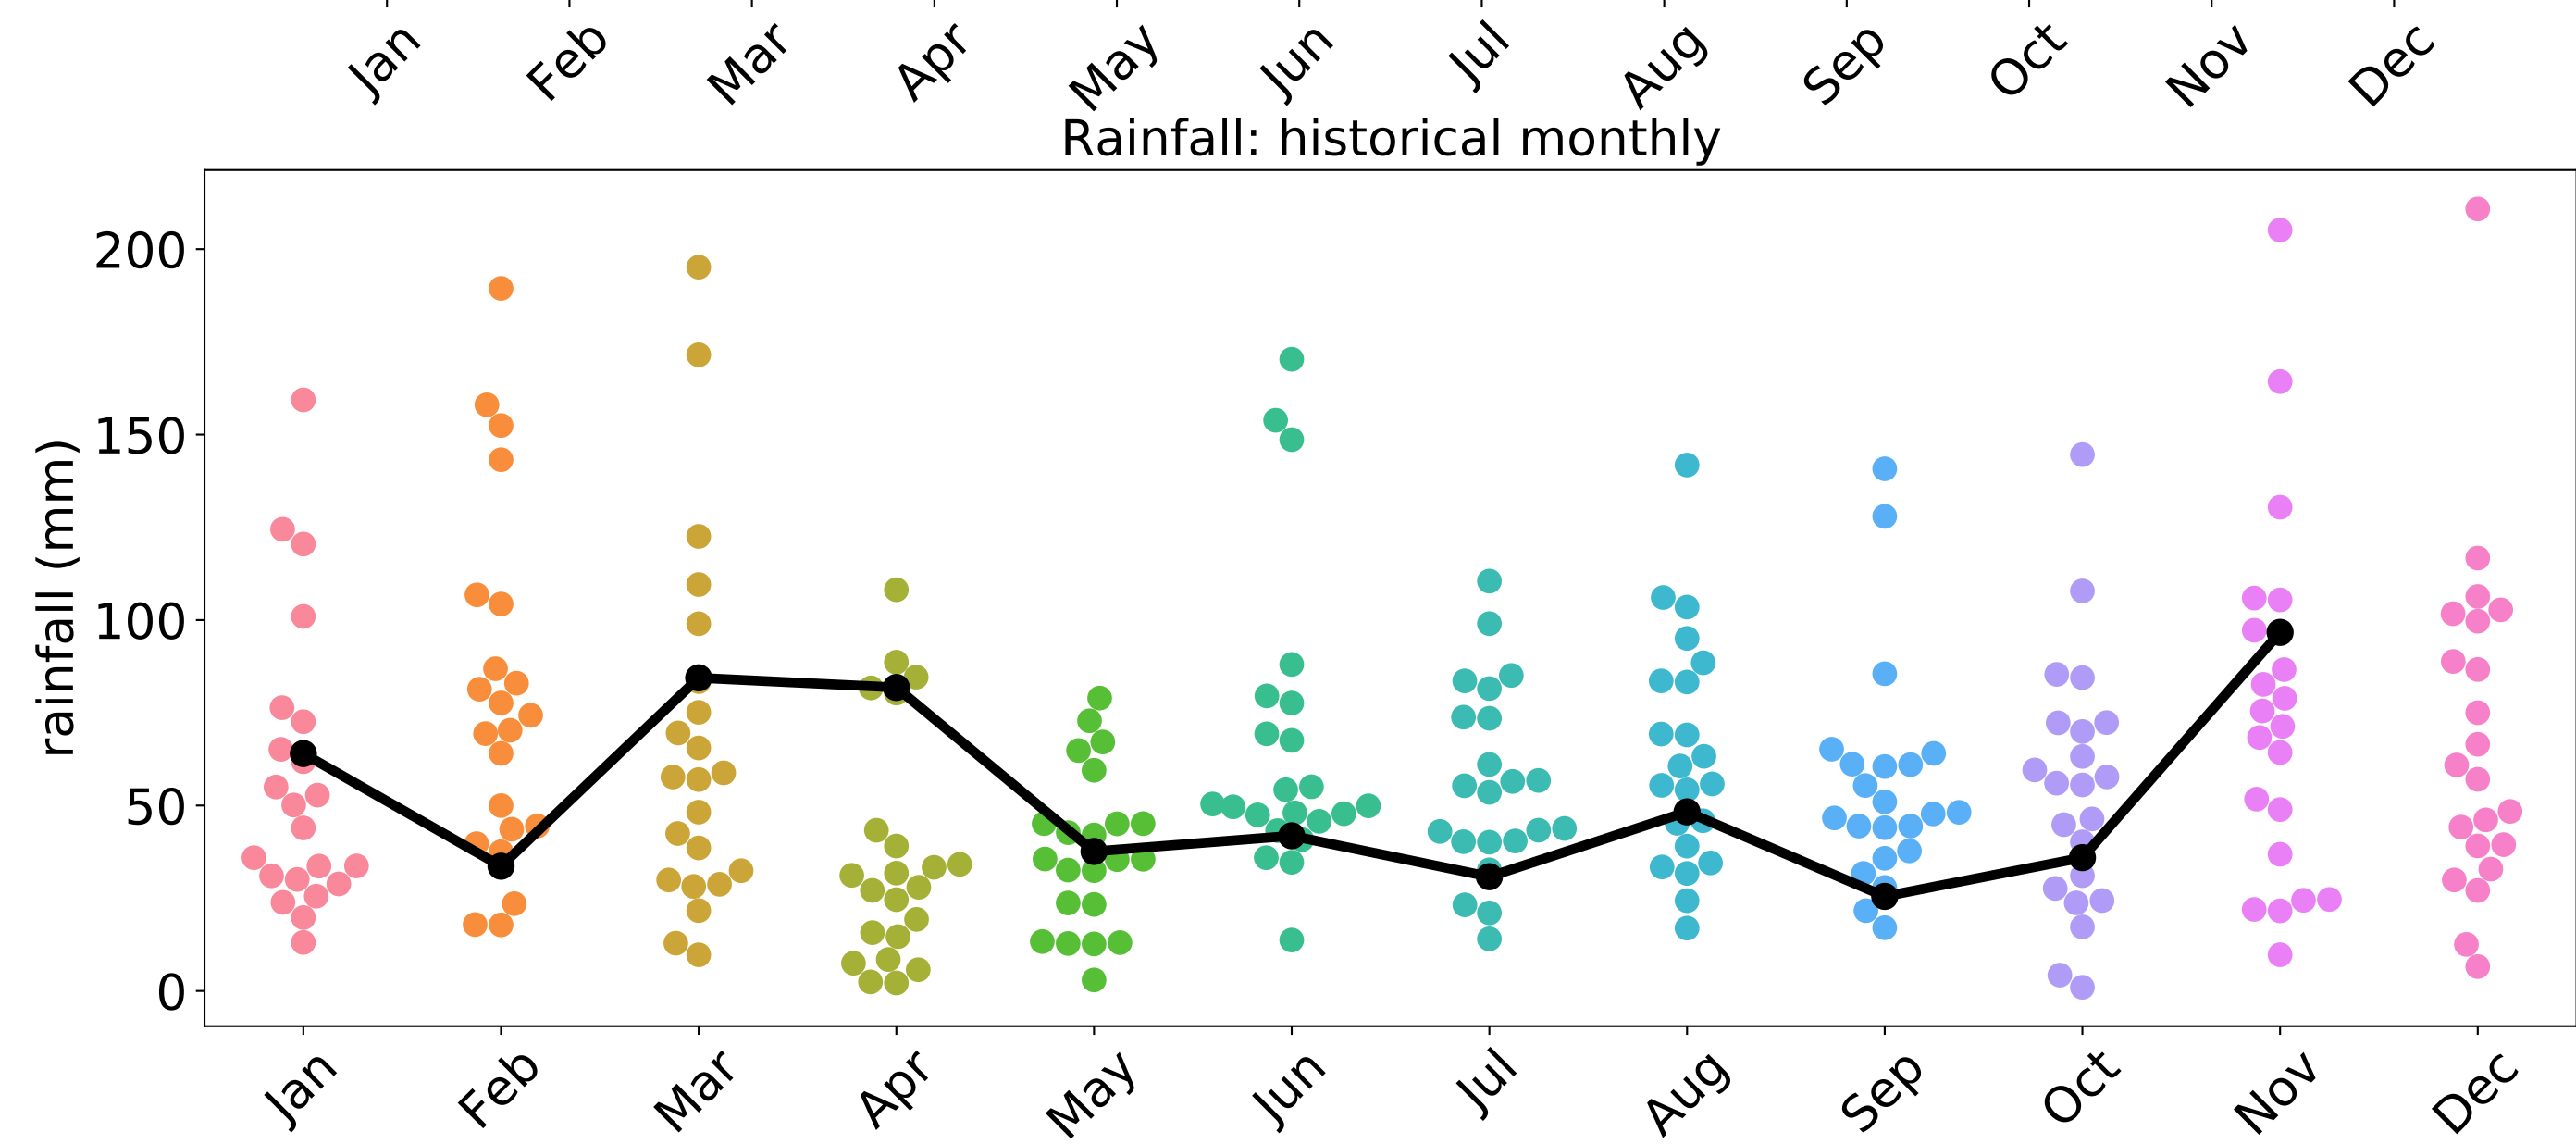 Jan Feb Mar Apr May Jun Jul Aug Sep Oct Nov Dec
Rainfall: historical monthly
rainfall (mm)
200
150
100
50
0
Jan Feb Mar Apr May Jun Jul Aug Sep Oct Nov Dec